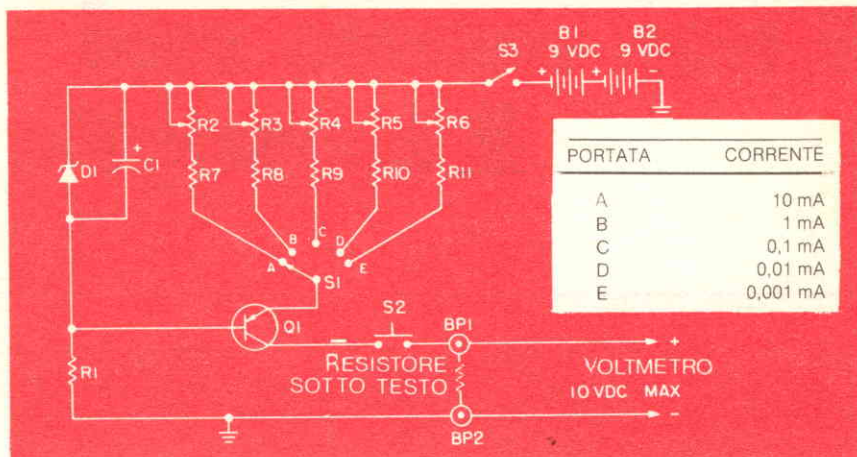 B1 B2
S3 9 VDC 9 VDC
+ + -
R2 R3 R4 R5 R6
D1 + C1
R7 R8 R9 R10 R11
PORTATA CORRENTE
A 10 mA
B 1 mA
C 0,1 mA
D 0,01 mA
E 0,001 mA
A B C D E
S1
Q1
S2
BP1
R1
RESISTORE
SOTTO TESTO
+
VOLTMETRO
10 VDC MAX
-
BP2